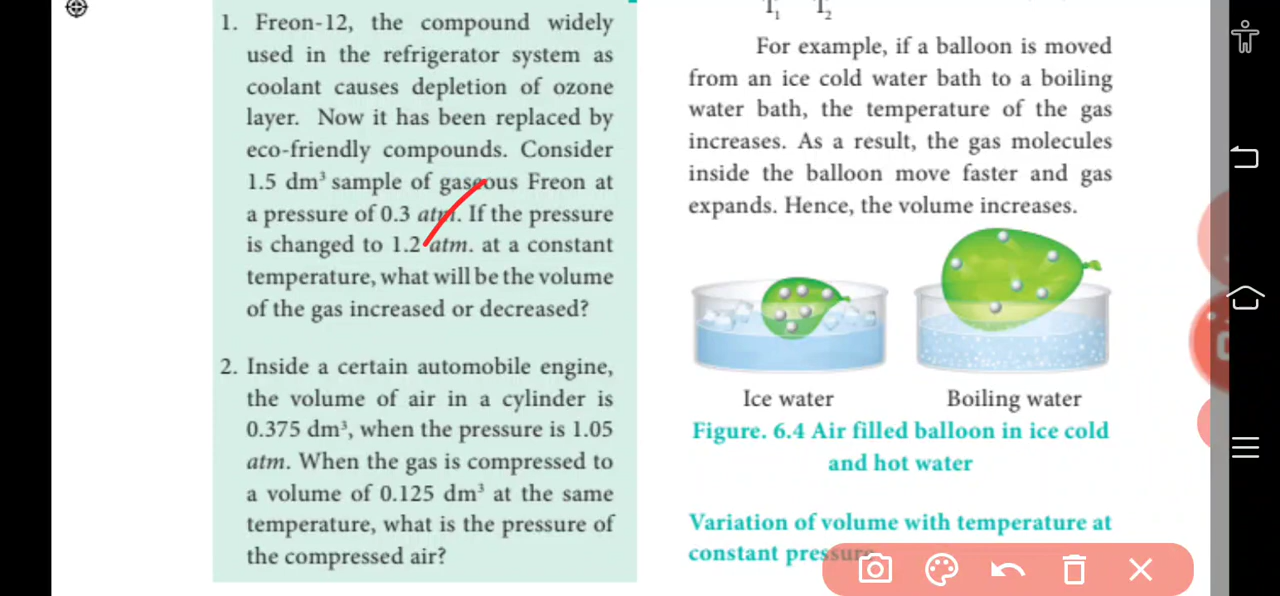 1. Freon-12, the compound widely
used in the refrigerator system as
coolant causes depletion of ozone
layer. Now it has been replaced by
eco-friendly compounds. Consider
1.5 dm³ sample of gaseous Freon at
a pressure of 0.3 atm. If the pressure
is changed to 1.2 atm. at a constant
temperature, what will be the volume
of the gas increased or decreased?
2. Inside a certain automobile engine,
the volume of air in a cylinder is
0.375 dm³, when the pressure is 1.05
atm. When the gas is compressed to
a volume of 0.125 dm³ at the same
temperature, what is the pressure of
the compressed air?
T₁ T₂
For example, if a balloon is moved
from an ice cold water bath to a boiling
water bath, the temperature of the gas
increases. As a result, the gas molecules
inside the balloon move faster and gas
expands. Hence, the volume increases.
Ice water Boiling water
Figure. 6.4 Air filled balloon in ice cold
and hot water
Variation of volume with temperature at
constant pressure